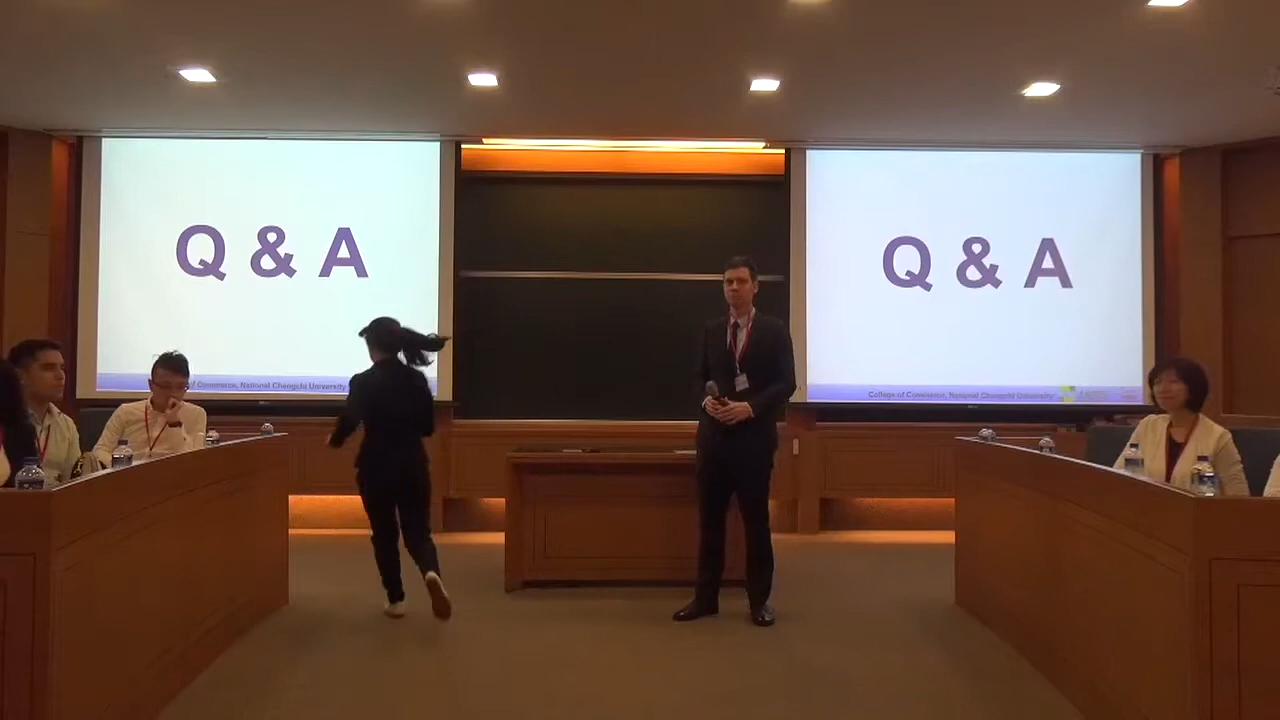 Q & A
of Commerce, National Chengchi University
Q & A
College of Commerce, National Chengchi University